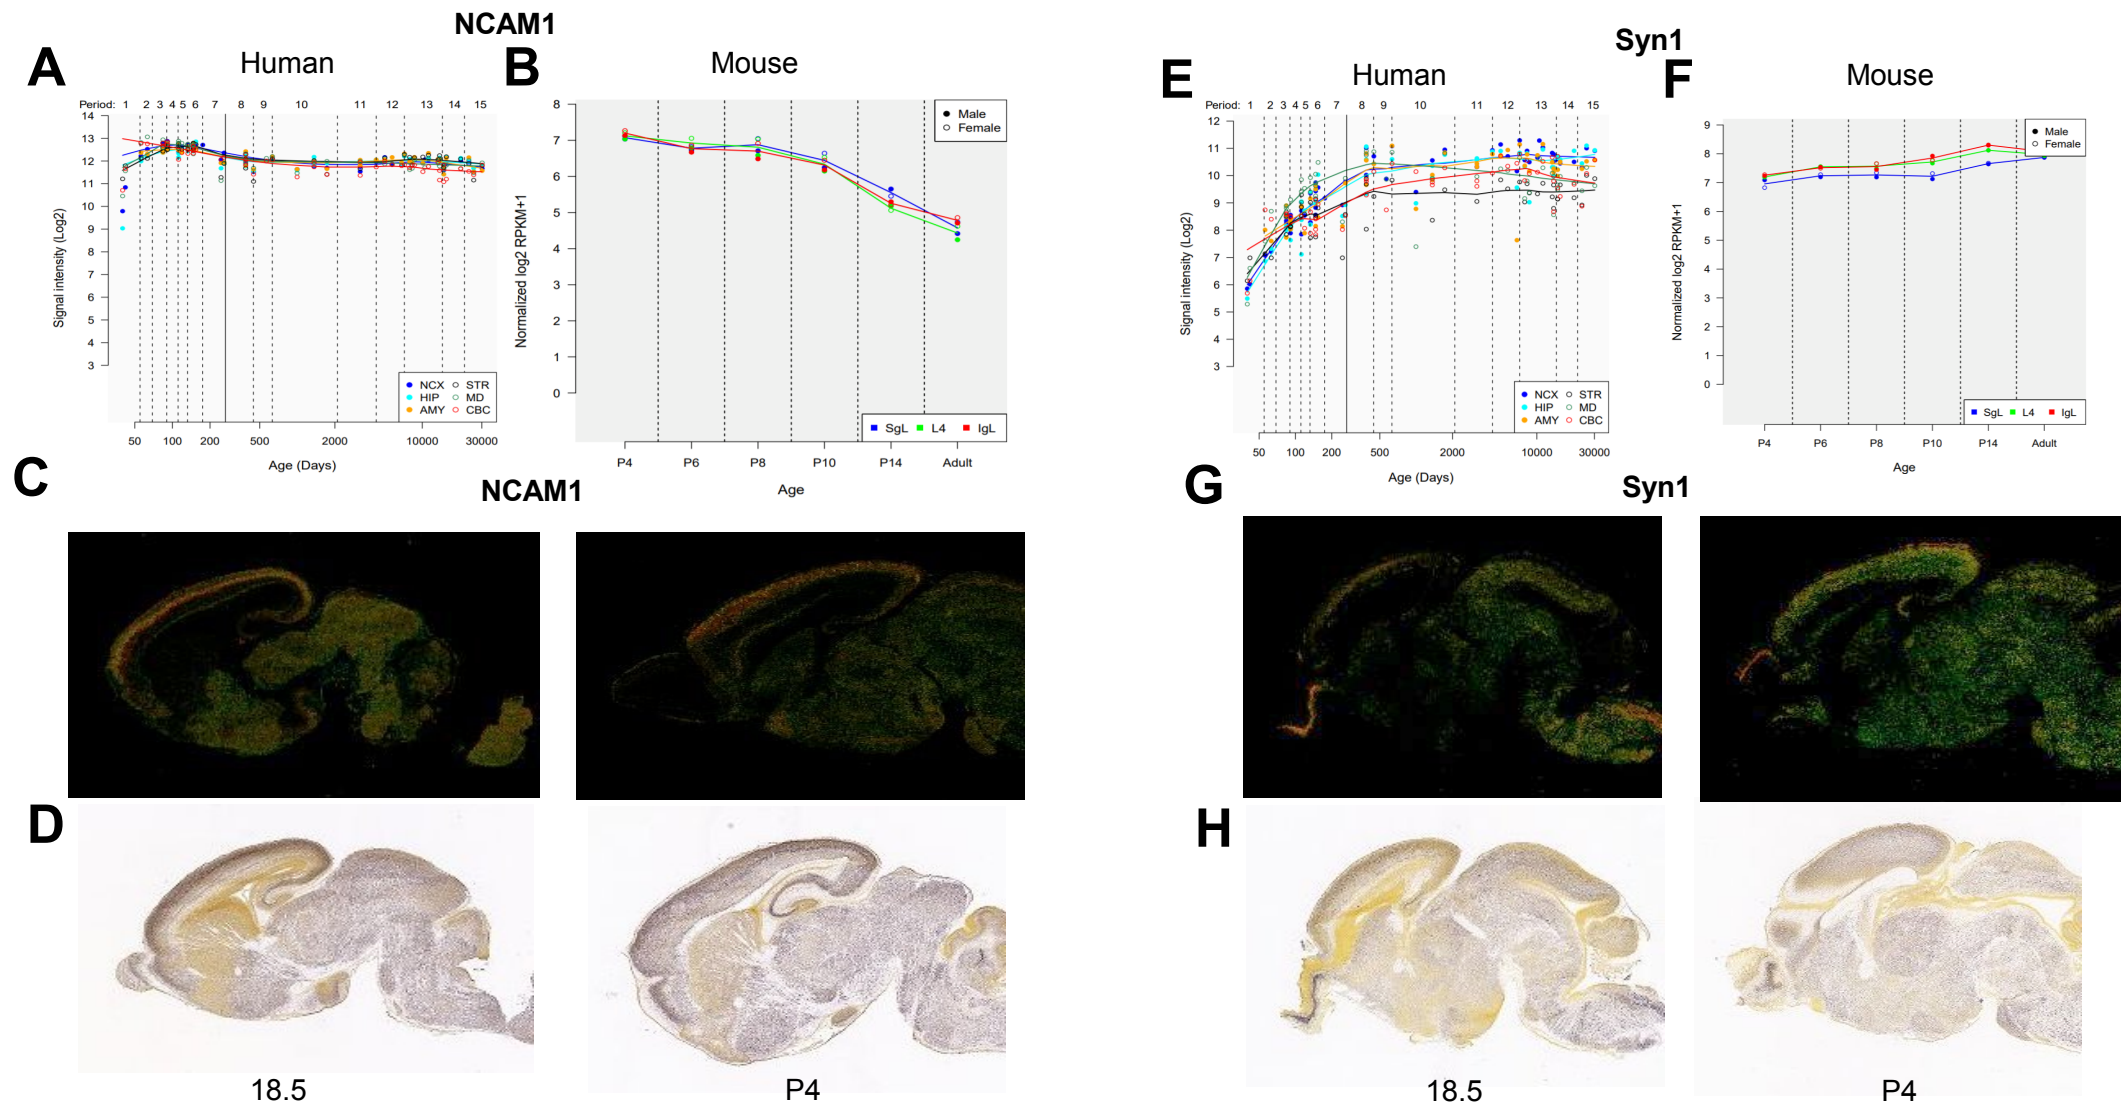 NCAM1
A
Human
B
Mouse
Period: 1 2 3 4 5 6 7 8 9 10 11 12 13 14 15
14
13
12
11
10
9
8
7
6
5
4
3
Signal intensity (Log2)
NCX STR
HIP MD
AMY CBC
50 100 200 500 2000 10000 30000
Age (Days)
8
7
6
5
4
3
2
1
0
Normalized log2 RPKM+1
Male
Female
SgL L4 IgL
P4 P6 P8 P10 P14 Adult
Age
Syn1
E
Human
F
Mouse
Period: 1 2 3 4 5 6 7 8 9 10 11 12 13 14 15
12
11
10
9
8
7
6
5
4
3
Signal intensity (Log2)
NCX STR
HIP MD
AMY CBC
50 100 200 500 2000 10000 30000
Age (Days)
9
8
7
6
5
4
3
2
1
0
Normalized log2 RPKM+1
Male
Female
SgL L4 IgL
P4 P6 P8 P10 P14 Adult
Age
C
NCAM1
D
18.5
P4
G
Syn1
H
18.5
P4